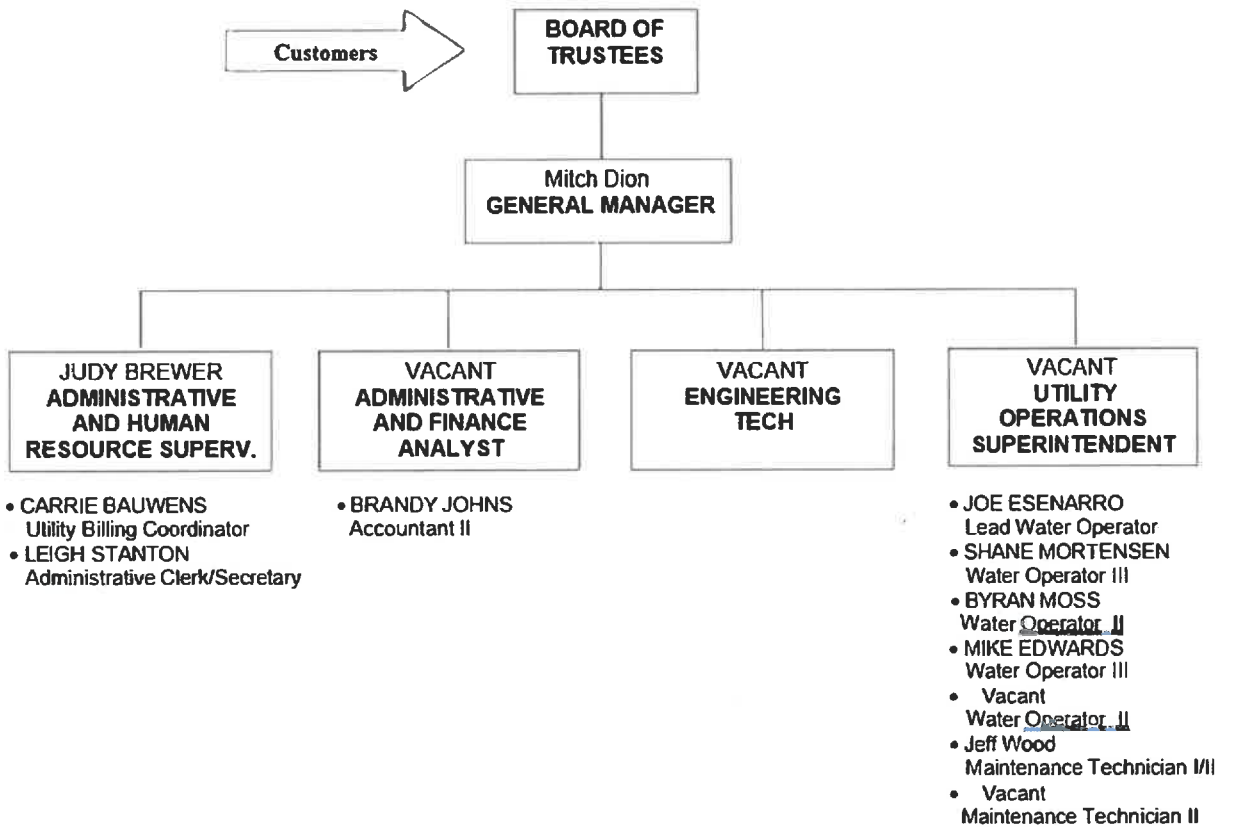 Customers
BOARD OF
TRUSTEES
Mitch Dion
GENERAL MANAGER
JUDY BREWER
ADMINISTRATIVE
AND HUMAN
RESOURCE SUPERV.
• CARRIE BAUWENS
Utility Billing Coordinator
• LEIGH STANTON
Administrative Clerk/Secretary
VACANT
ADMINISTRATIVE
AND FINANCE
ANALYST
• BRANDY JOHNS
Accountant II
VACANT
ENGINEERING
TECH
VACANT
UTILITY
OPERATIONS
SUPERINTENDENT
• JOE ESENARRO
Lead Water Operator
• SHANE MORTENSEN
Water Operator III
• BYRAN MOSS
Water Operator II
• MIKE EDWARDS
Water Operator III
• Vacant
Water Operator II
• Jeff Wood
Maintenance Technician I/II
• Vacant
Maintenance Technician II